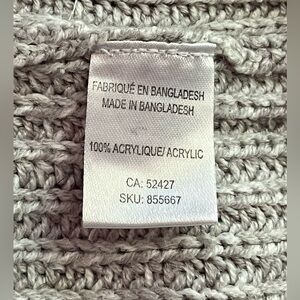 FABRIQUÉ EN BANGLADESH
MADE IN BANGLADESH
100% ACRYLIQUE/ ACRYLIC
CA: 52427
SKU: 855667